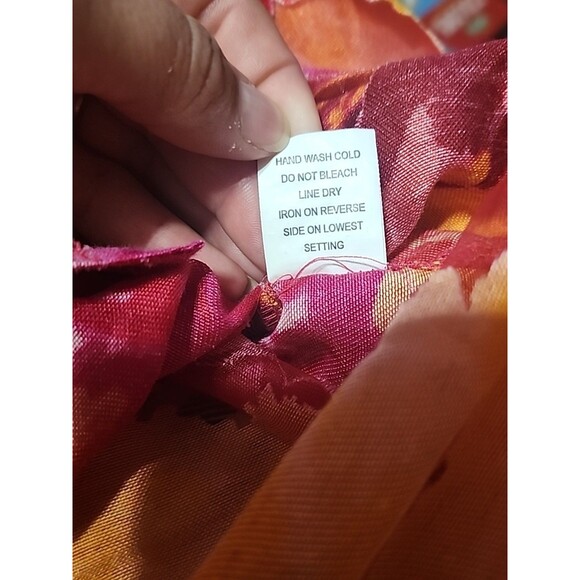 HAND WASH COLD
DO NOT BLEACH
LINE DRY
IRON ON REVERSE
SIDE ON LOWEST
SETTING